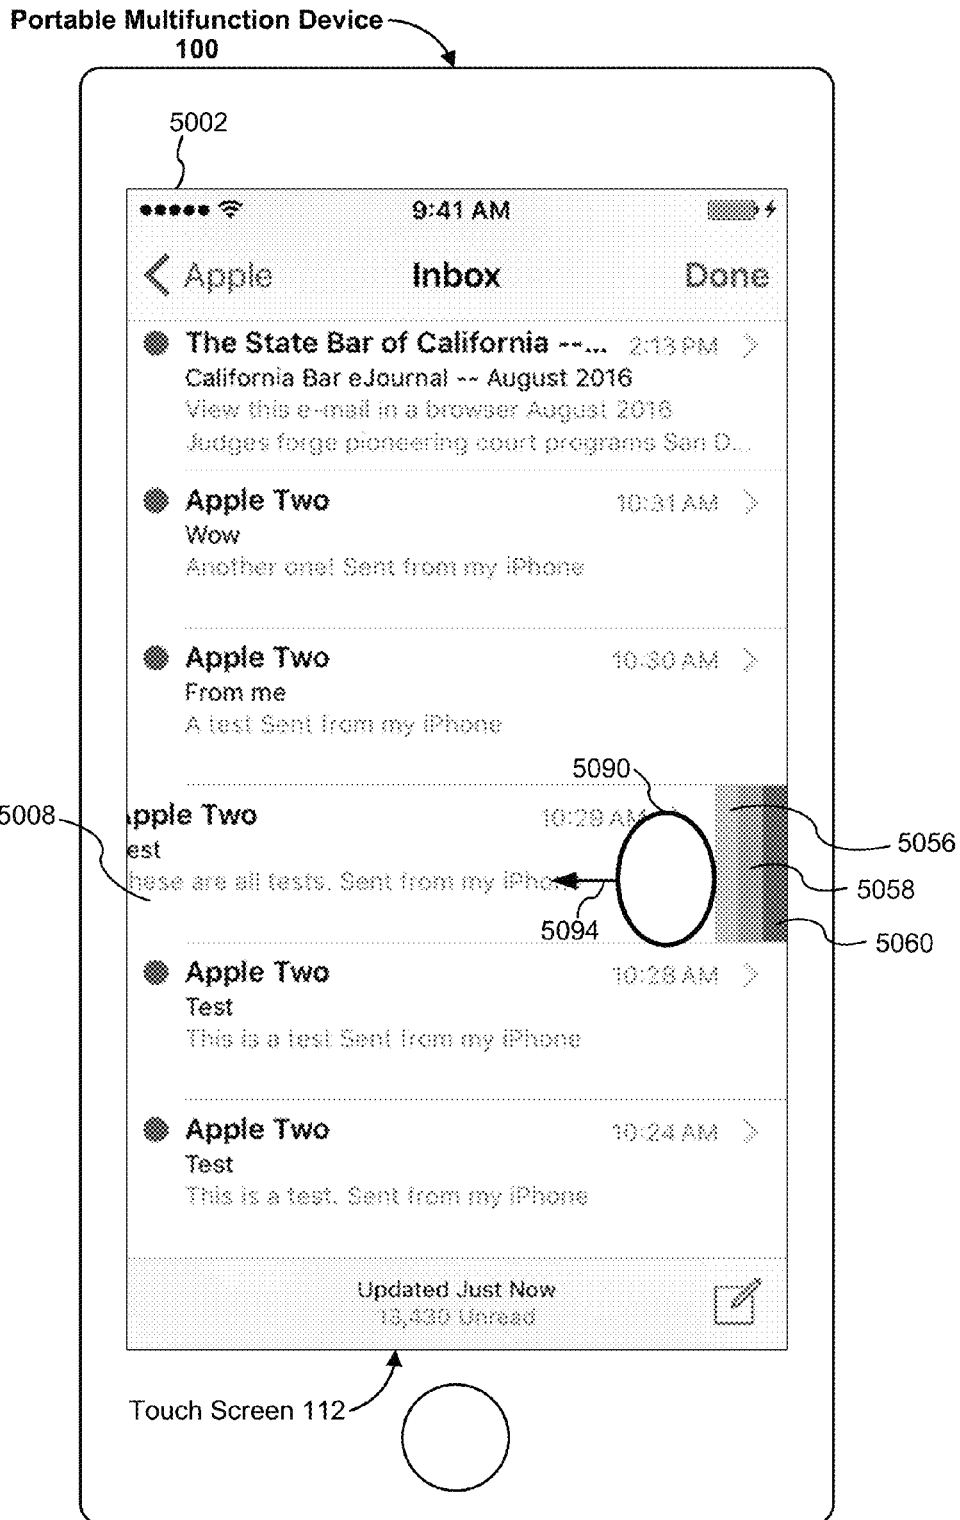 Portable Multifunction Device
100
5002
9:41 AM
Apple Inbox Done
The State Bar of California --... 2:13 PM
California Bar eJournal -- August 2016
View this e-mail in a browser August 2016
Judges forge pioneering court programs San D...
Apple Two 10:31 AM
Wow
Another one! Sent from my iPhone
Apple Two 10:30 AM
From me
A test Sent from my iPhone
5090
5008
pple Two 10:29 AM
5056
est
hese are all tests. Sent from my iPho
5058
5094
5060
Apple Two 10:28 AM
Test
This is a test Sent from my iPhone
Apple Two 10:24 AM
Test
This is a test. Sent from my iPhone
Updated Just Now
13,430 Unread
Touch Screen 112